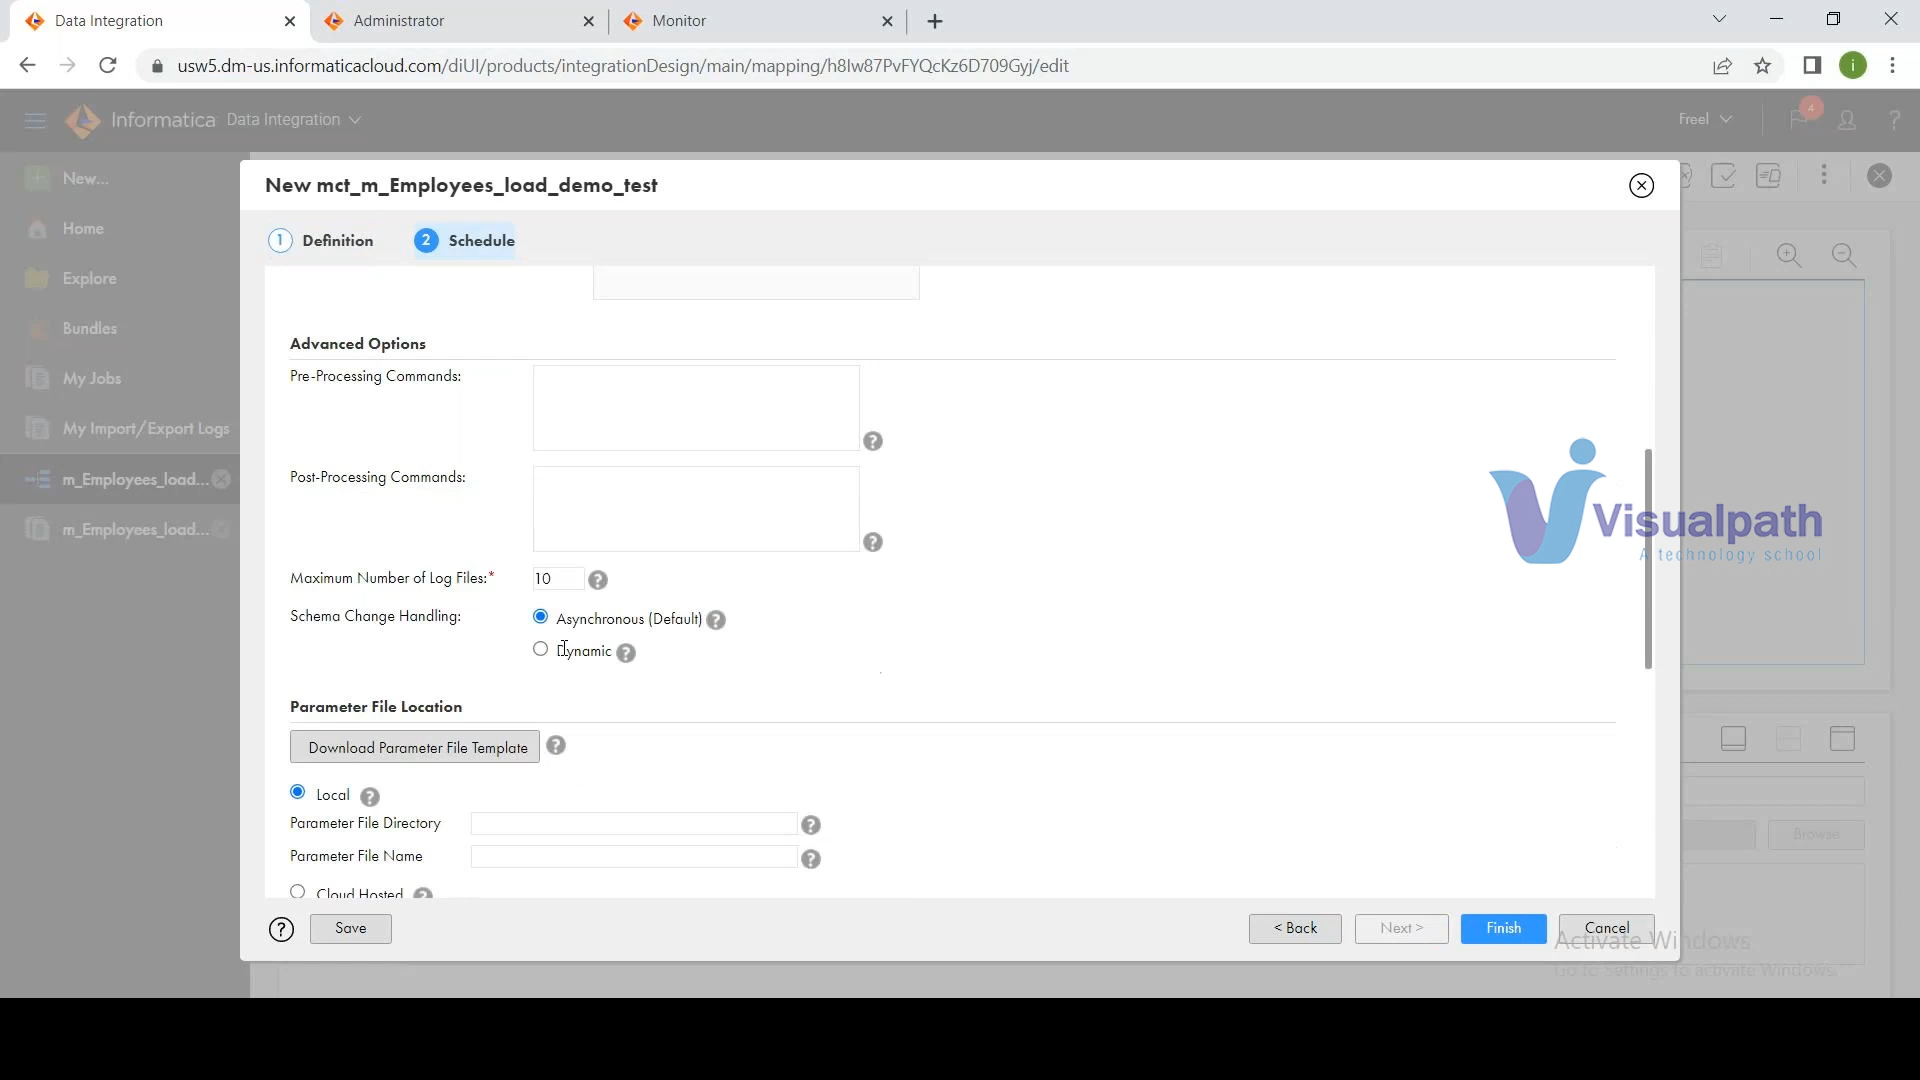 Data Integration
Administrator
Monitor
usw5.dm-us.informaticacloud.com/diUI/products/integrationDesign/main/mapping/h8Iw87PvFYQcKz6D709Gyj/edit
i
Informatica Data Integration
Freel
4
New...
Home
Explore
Bundles
My Jobs
My Import/Export Logs
m_Employees_load...
m_Employees_load...
New mct_m_Employees_load_demo_test
1 Definition
2 Schedule
Advanced Options
Pre-Processing Commands:
?
Post-Processing Commands:
?
Maximum Number of Log Files:* 10 ?
Schema Change Handling: Asynchronous (Default) ?
Dynamic ?
Parameter File Location
Download Parameter File Template ?
Local ?
Parameter File Directory ?
Parameter File Name ?
Cloud Hosted ?
? Save
< Back
Next >
Finish
Cancel
Browse
Visualpath
A technology school
Activate Windows
Go to Settings to activate Windows.